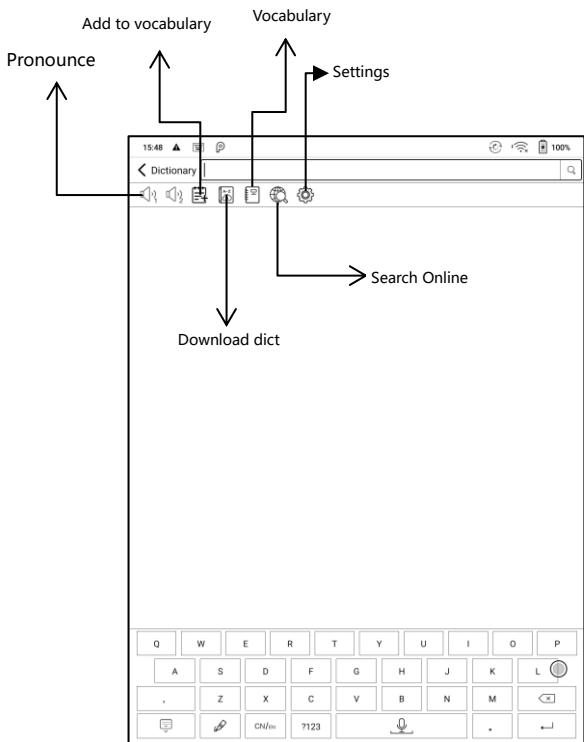 Vocabulary
Add to vocabulary
Pronounce
Settings
15:48 100%
Dictionary
A-Z
Search Online
Download dict
Q W E R T Y U I O P
A S D F G H J K L
, Z X C V B N M
CN/EN ?123 .